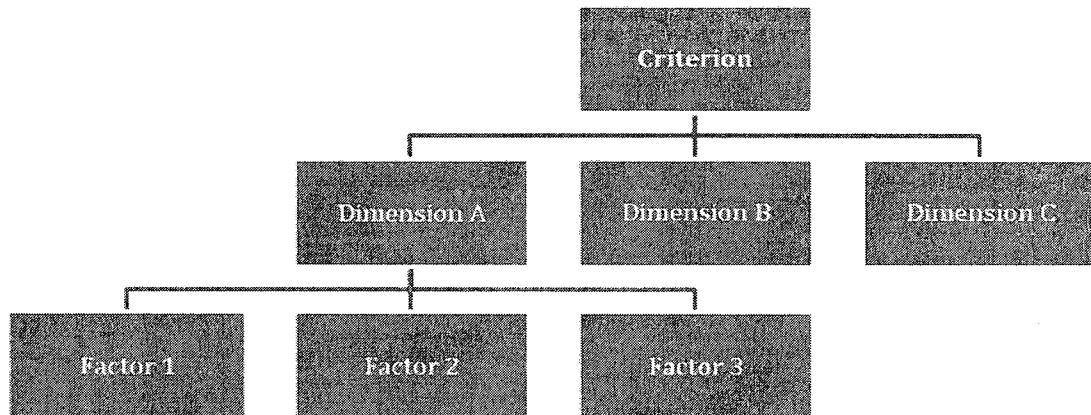 Criterion
Dimension A
Dimension B
Dimension C
Factor 1
Factor 2
Factor 3